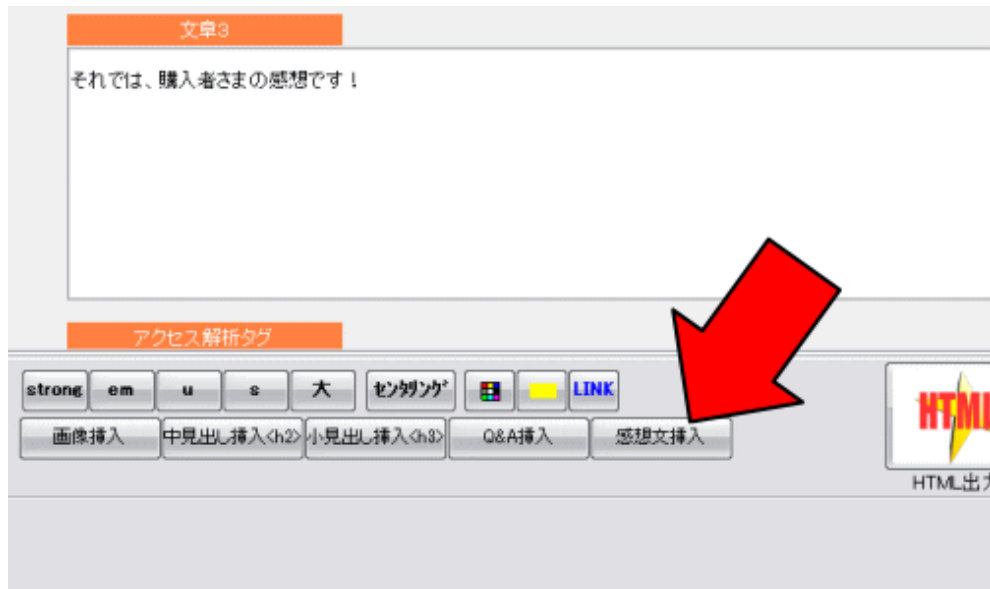 文章3
それでは、購入者さまの感想です！
アクセス解析タグ
strong em u s 大 ｾﾝﾀﾘﾝｸﾞ LINK
画像挿入 中見出し挿入<h2> 小見出し挿入<h3> Q&A挿入 感想文挿入
HTML
HTML出力